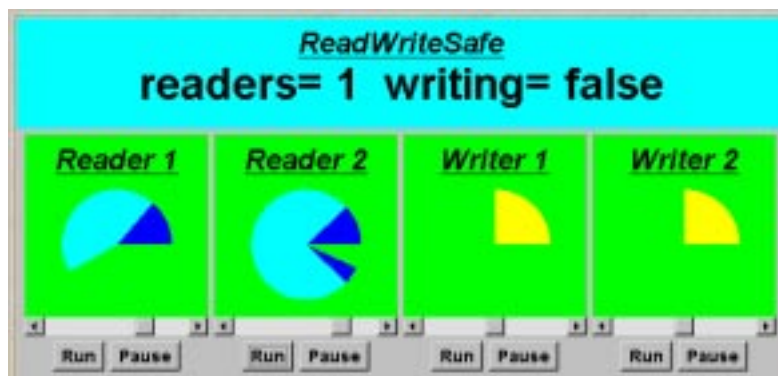 ReadWriteSafe
readers= 1 writing= false
Reader 1 Reader 2 Writer 1 Writer 2
Run Pause Run Pause Run Pause Run Pause